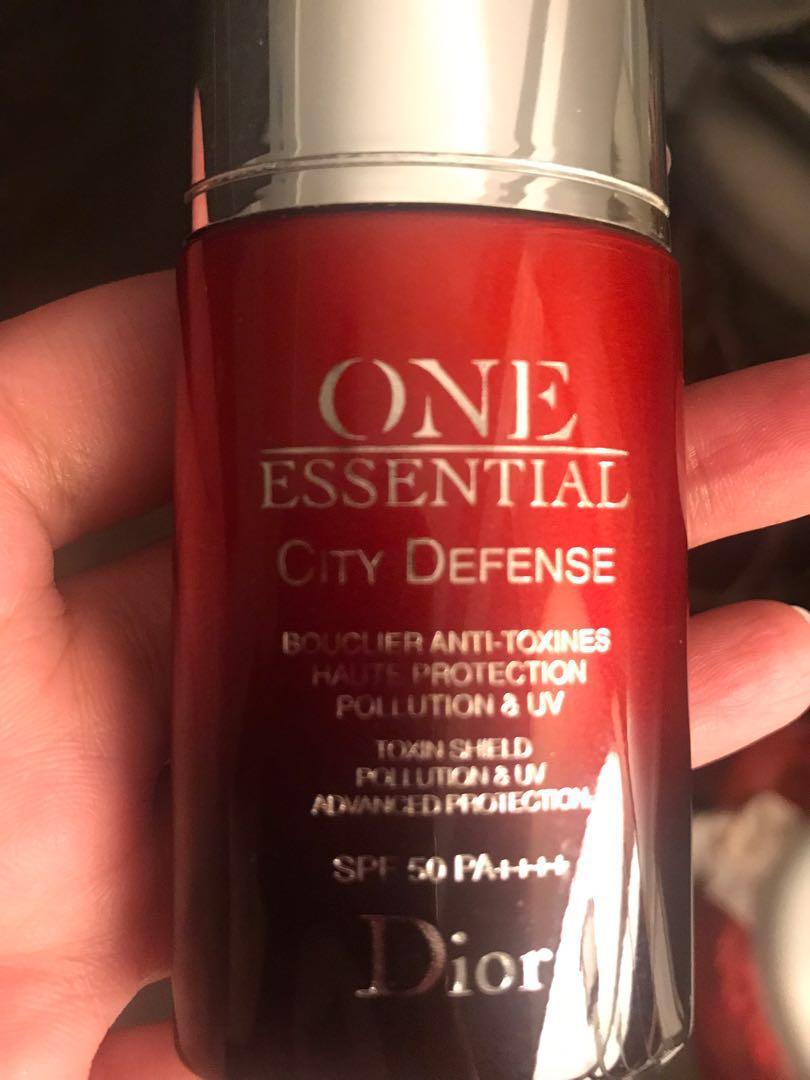 ONE
ESSENTIAL
CITY DEFENSE
BOUCLIER ANTI-TOXINES
HAUTE PROTECTION
POLLUTION & UV
TOXIN SHIELD
POLLUTION & UV
ADVANCED PROTECTION
SPF 50 PA++++
Dior